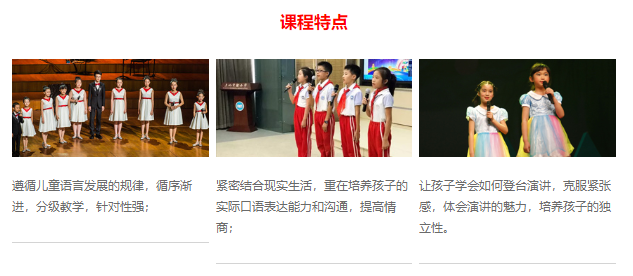 课程特点
遵循儿童语言发展的规律，循序渐
进，分级教学，针对性强；
紧密结合现实生活，重在培养孩子的
实际口语表达能力和沟通，提高情
商；
让孩子学会如何登台演讲，克服紧张
感，体会演讲的魅力，培养孩子的独
立性。